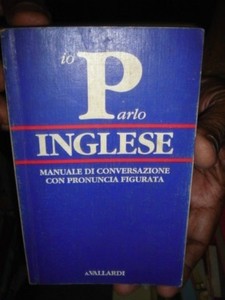 io Parlo
INGLESE
MANUALE DI CONVERSAZIONE
CON PRONUNCIA FIGURATA
A.VALLARDI